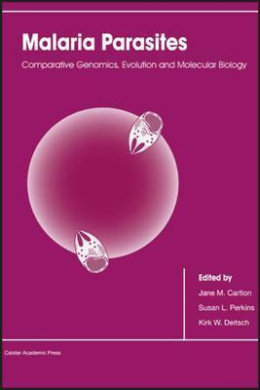 Malaria Parasites
Comparative Genomics, Evolution and Molecular Biology
Edited by
Jane M. Carlton
Susan L. Perkins
Kirk W. Deitsch
Caister Academic Press